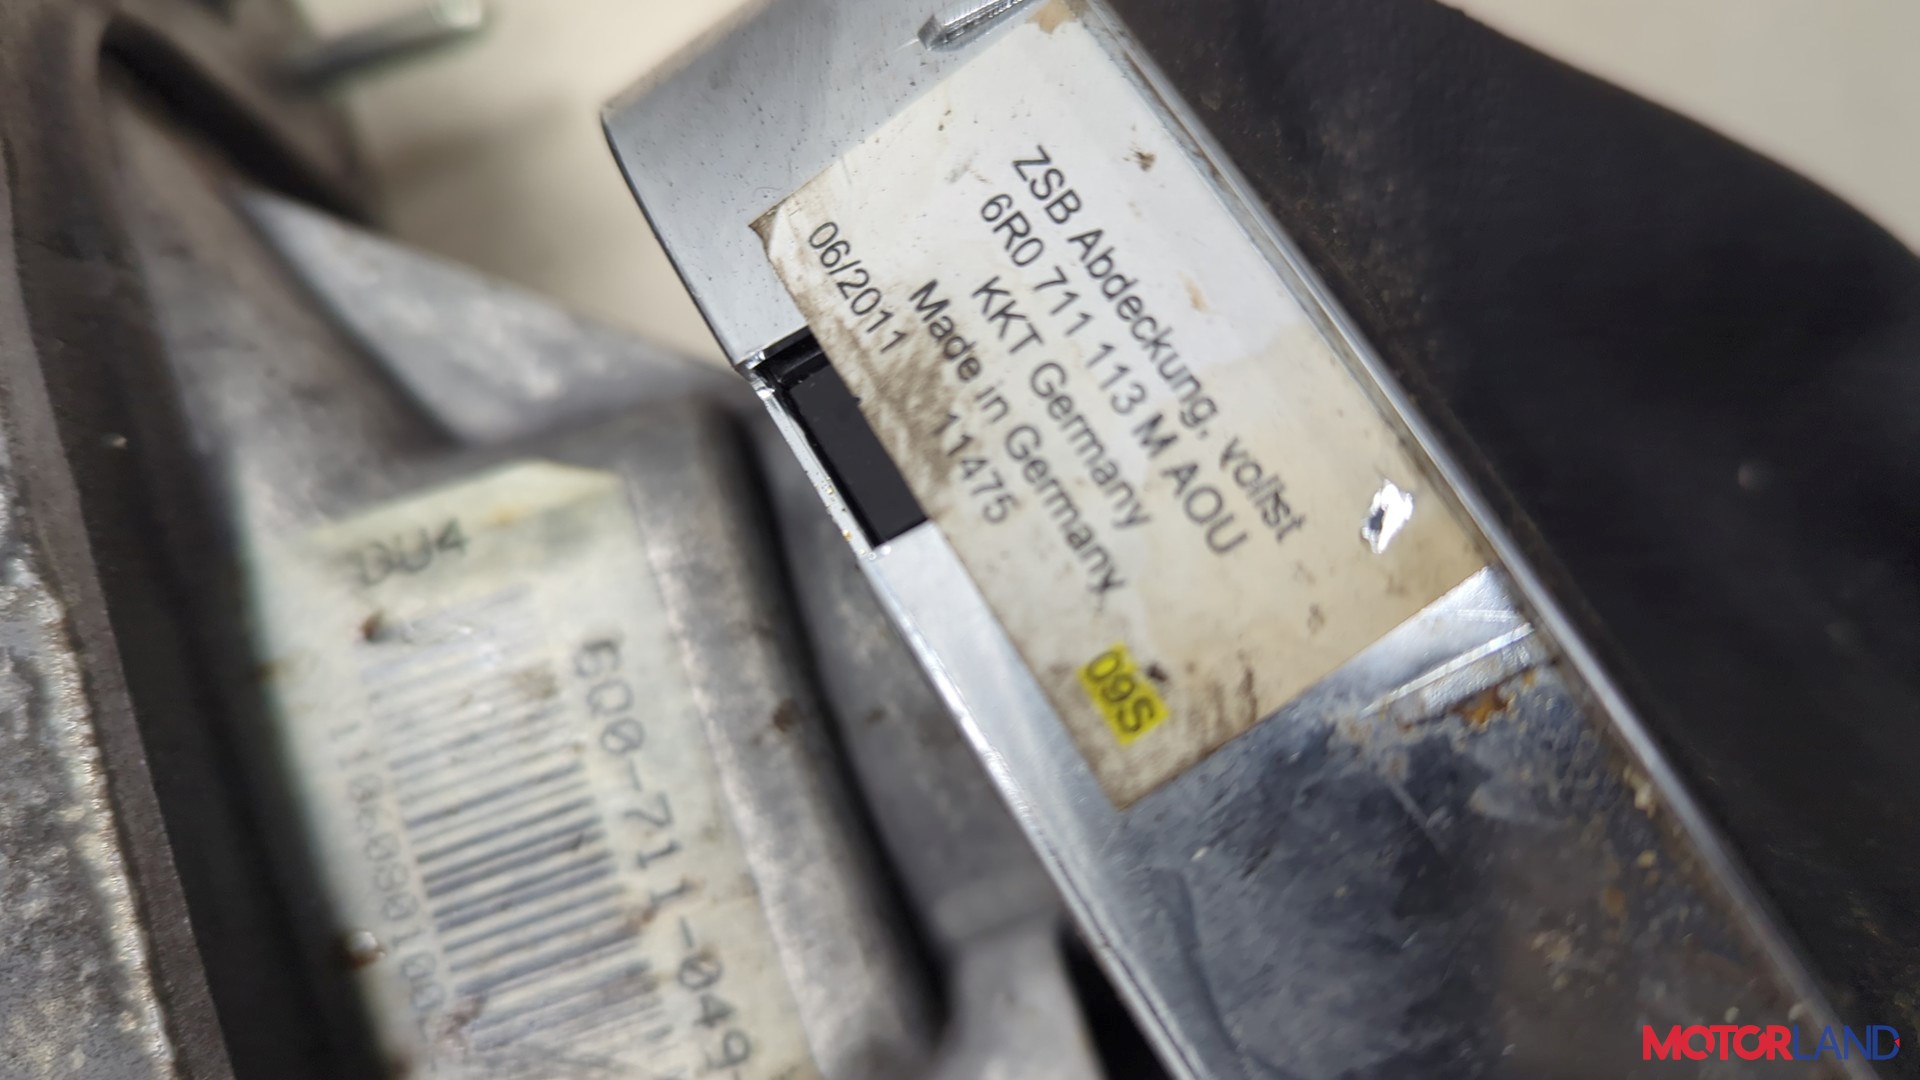 ZSB Abdeckung, vollst
6R0 711 113 M AOU
KKT Germany
Made in Germany
06/2011 11475
09S
6Q0-711-049-
MOTORLAND